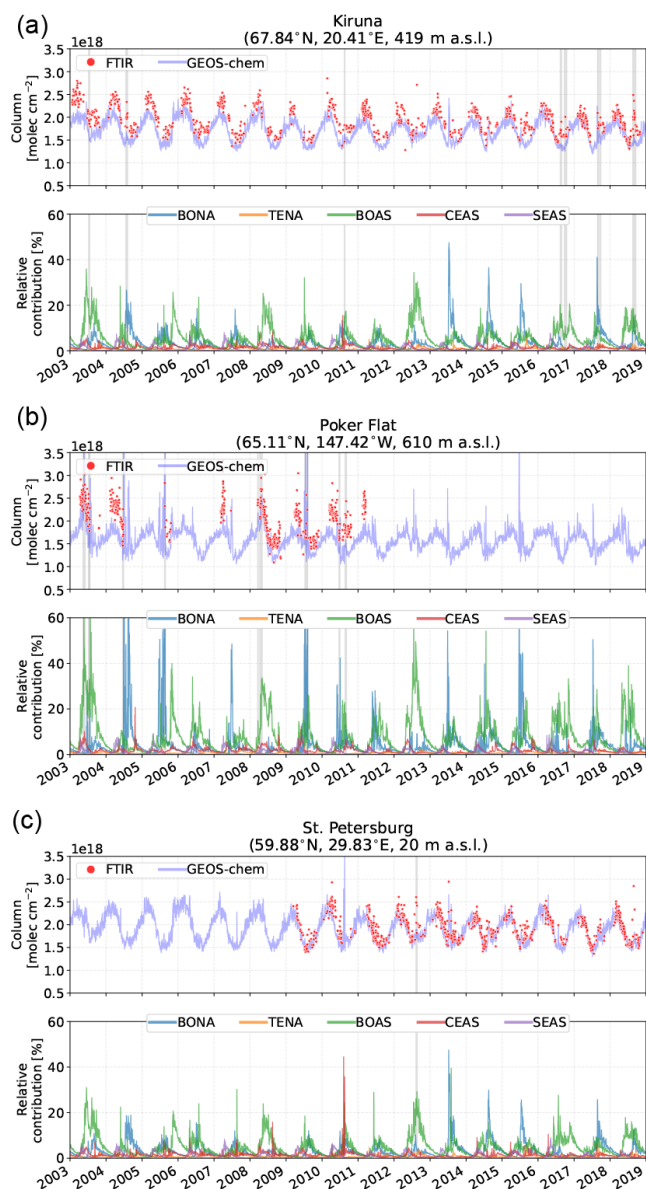 (a)
Kiruna
(67.84°N, 20.41°E, 419 m a.s.l.)
1e18
FTIR GEOS-chem
Column
[molec cm⁻²]
3.5
3.0
2.5
2.0
1.5
1.0
0.5
BONA TENA BOAS CEAS SEAS
Relative
contribution [%]
60
40
20
0
2003 2004 2005 2006 2007 2008 2009 2010 2011 2012 2013 2014 2015 2016 2017 2018 2019
(b)
Poker Flat
(65.11°N, 147.42°W, 610 m a.s.l.)
1e18
FTIR GEOS-chem
Column
[molec cm⁻²]
3.5
3.0
2.5
2.0
1.5
1.0
0.5
BONA TENA BOAS CEAS SEAS
Relative
contribution [%]
60
40
20
0
2003 2004 2005 2006 2007 2008 2009 2010 2011 2012 2013 2014 2015 2016 2017 2018 2019
(c)
St. Petersburg
(59.88°N, 29.83°E, 20 m a.s.l.)
1e18
FTIR GEOS-chem
Column
[molec cm⁻²]
3.5
3.0
2.5
2.0
1.5
1.0
0.5
BONA TENA BOAS CEAS SEAS
Relative
contribution [%]
60
40
20
0
2003 2004 2005 2006 2007 2008 2009 2010 2011 2012 2013 2014 2015 2016 2017 2018 2019